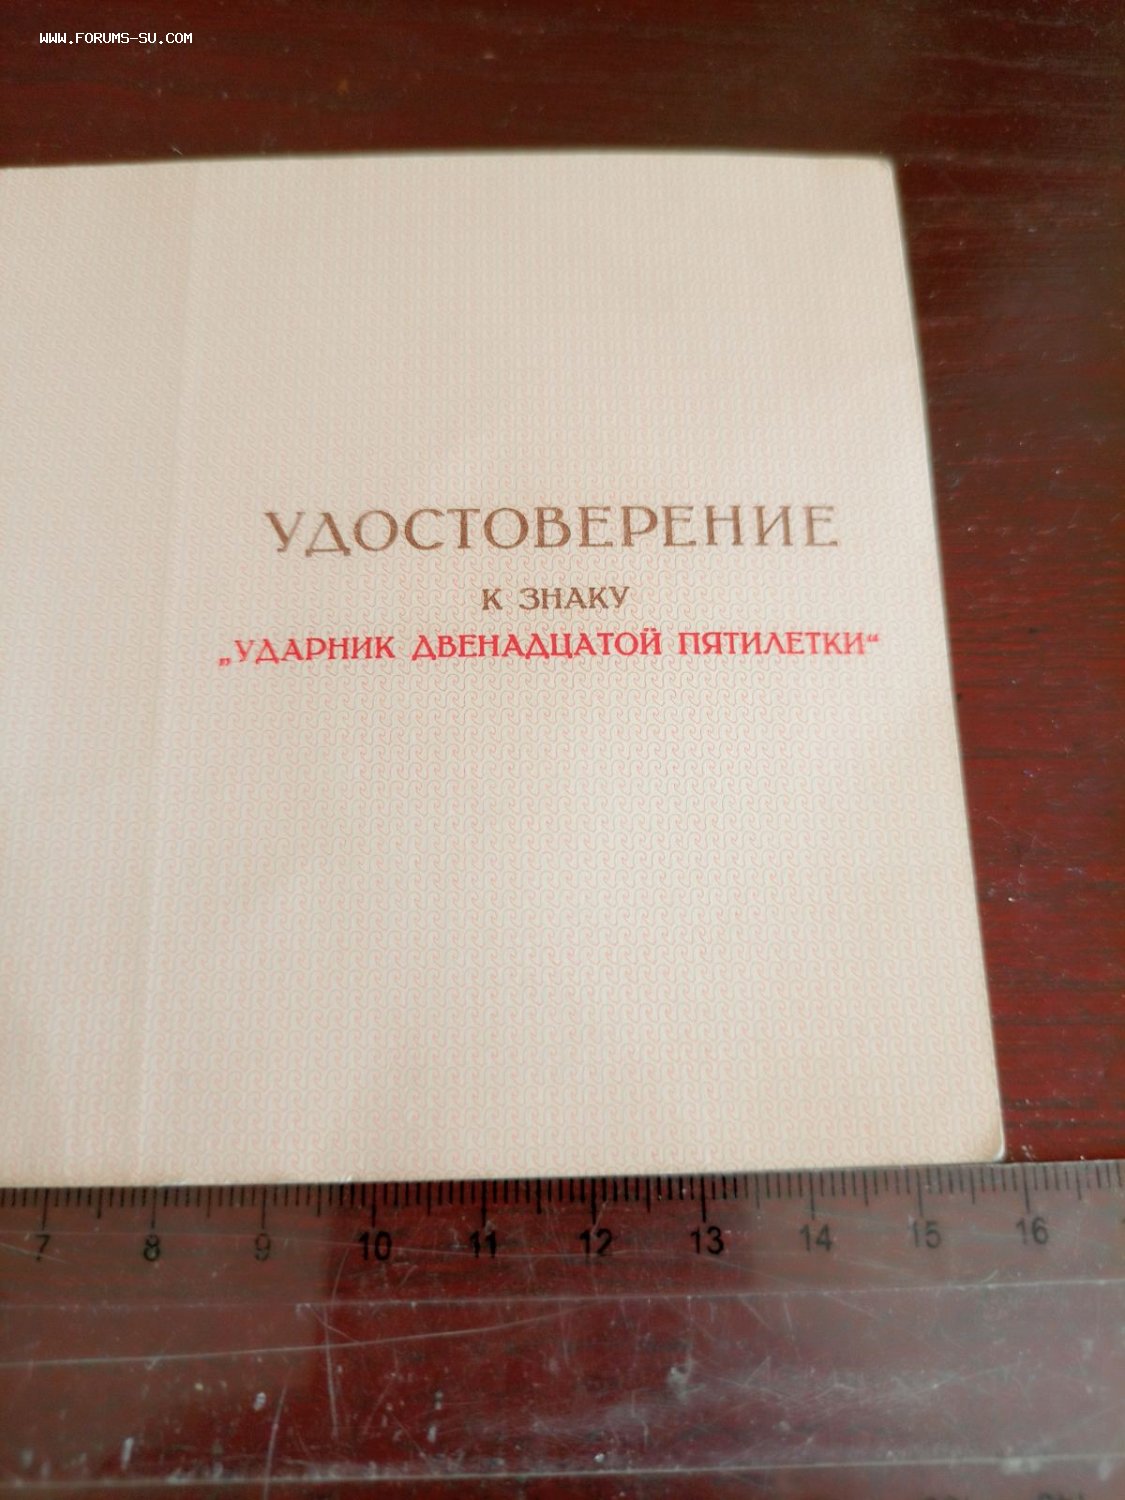 WWW.FORUMS-SU.COM
УДОСТОВЕРЕНИЕ
К ЗНАКУ
„УДАРНИК ДВЕНАДЦАТОЙ ПЯТИЛЕТКИ“
7 8 9 10 11 12 13 14 15 16